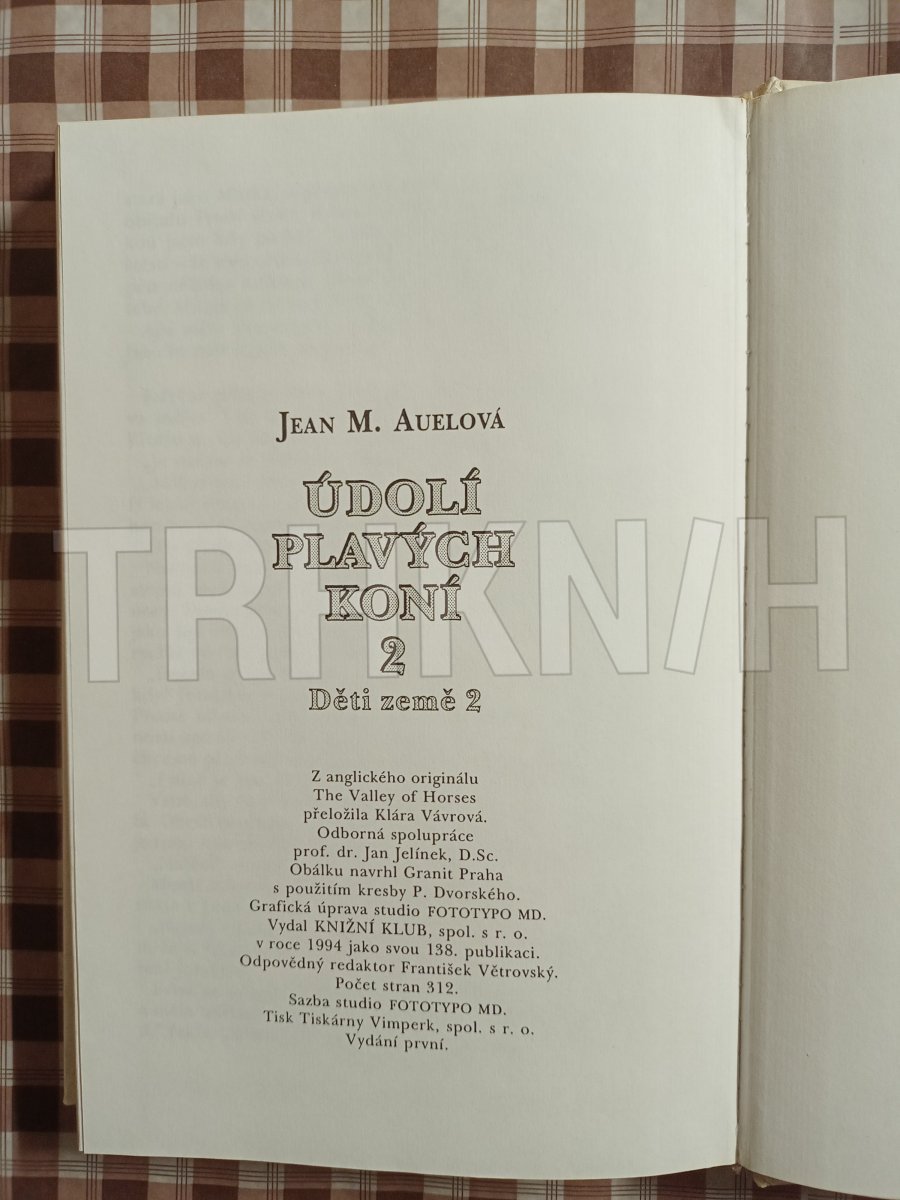 JEAN M. AUELOVÁ
ÚDOLÍ
PLAVÝCH
KONÍ
2
Děti země 2
TRHKNIH
Z anglického originálu
The Valley of Horses
přeložila Klára Vávrová.
Odborná spolupráce
prof. dr. Jan Jelínek, D.Sc.
Obálku navrhl Granit Praha
s použitím kresby P. Dvorského.
Grafická úprava studio FOTOTYPO MD.
Vydal KNIŽNÍ KLUB, spol. s r. o.
v roce 1994 jako svou 138. publikaci.
Odpovědný redaktor František Větrovský.
Počet stran 312.
Sazba studio FOTOTYPO MD.
Tisk Tiskárny Vimperk, spol. s r. o.
Vydání první.